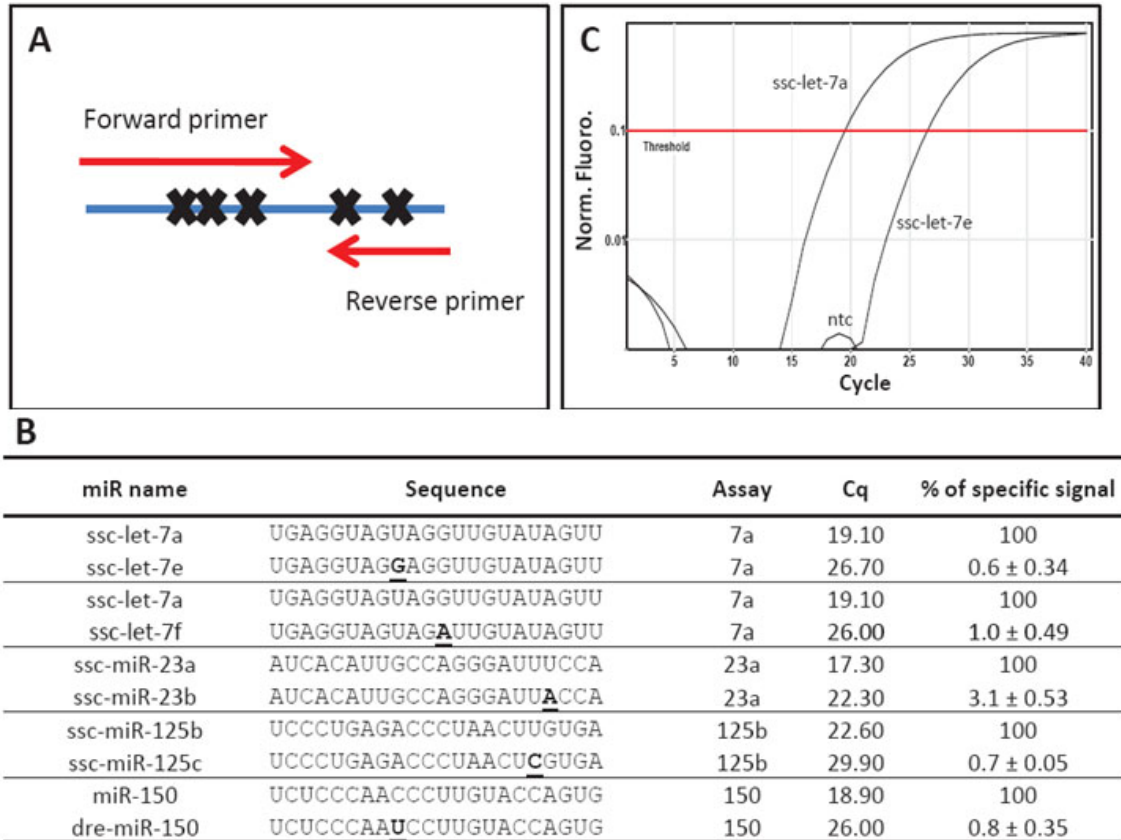 A
Forward primer
Reverse primer
C
ssc-let-7a
0.1
Threshold
ssc-let-7e
0.01
ntc
5 10 15 20 25 30 35 40
Cycle
Norm. Fluoro.
B
miR name Sequence Assay Cq % of specific signal
ssc-let-7a UGAGGUAGUAGGUUGUAUAGUU 7a 19.10 100
ssc-let-7e UGAGGUAGGAGGUUGUAUAGUU 7a 26.70 0.6 ± 0.34
ssc-let-7a UGAGGUAGUAGGUUGUAUAGUU 7a 19.10 100
ssc-let-7f UGAGGUAGUAGAUUGUAUAGUU 7a 26.00 1.0 ± 0.49
ssc-miR-23a AUCACAUUGCCAGGGAUUUCCA 23a 17.30 100
ssc-miR-23b AUCACAUUGCCAGGGAUUACCA 23a 22.30 3.1 ± 0.53
ssc-miR-125b UCCCUGAGACCCUAACUUGUGA 125b 22.60 100
ssc-miR-125c UCCCUGAGACCCUAACUCGUGA 125b 29.90 0.7 ± 0.05
miR-150 UCUCCCAACCCUUGUACCAGUG 150 18.90 100
dre-miR-150 UCUCCCAAUCCUUGUACCAGUG 150 26.00 0.8 ± 0.35